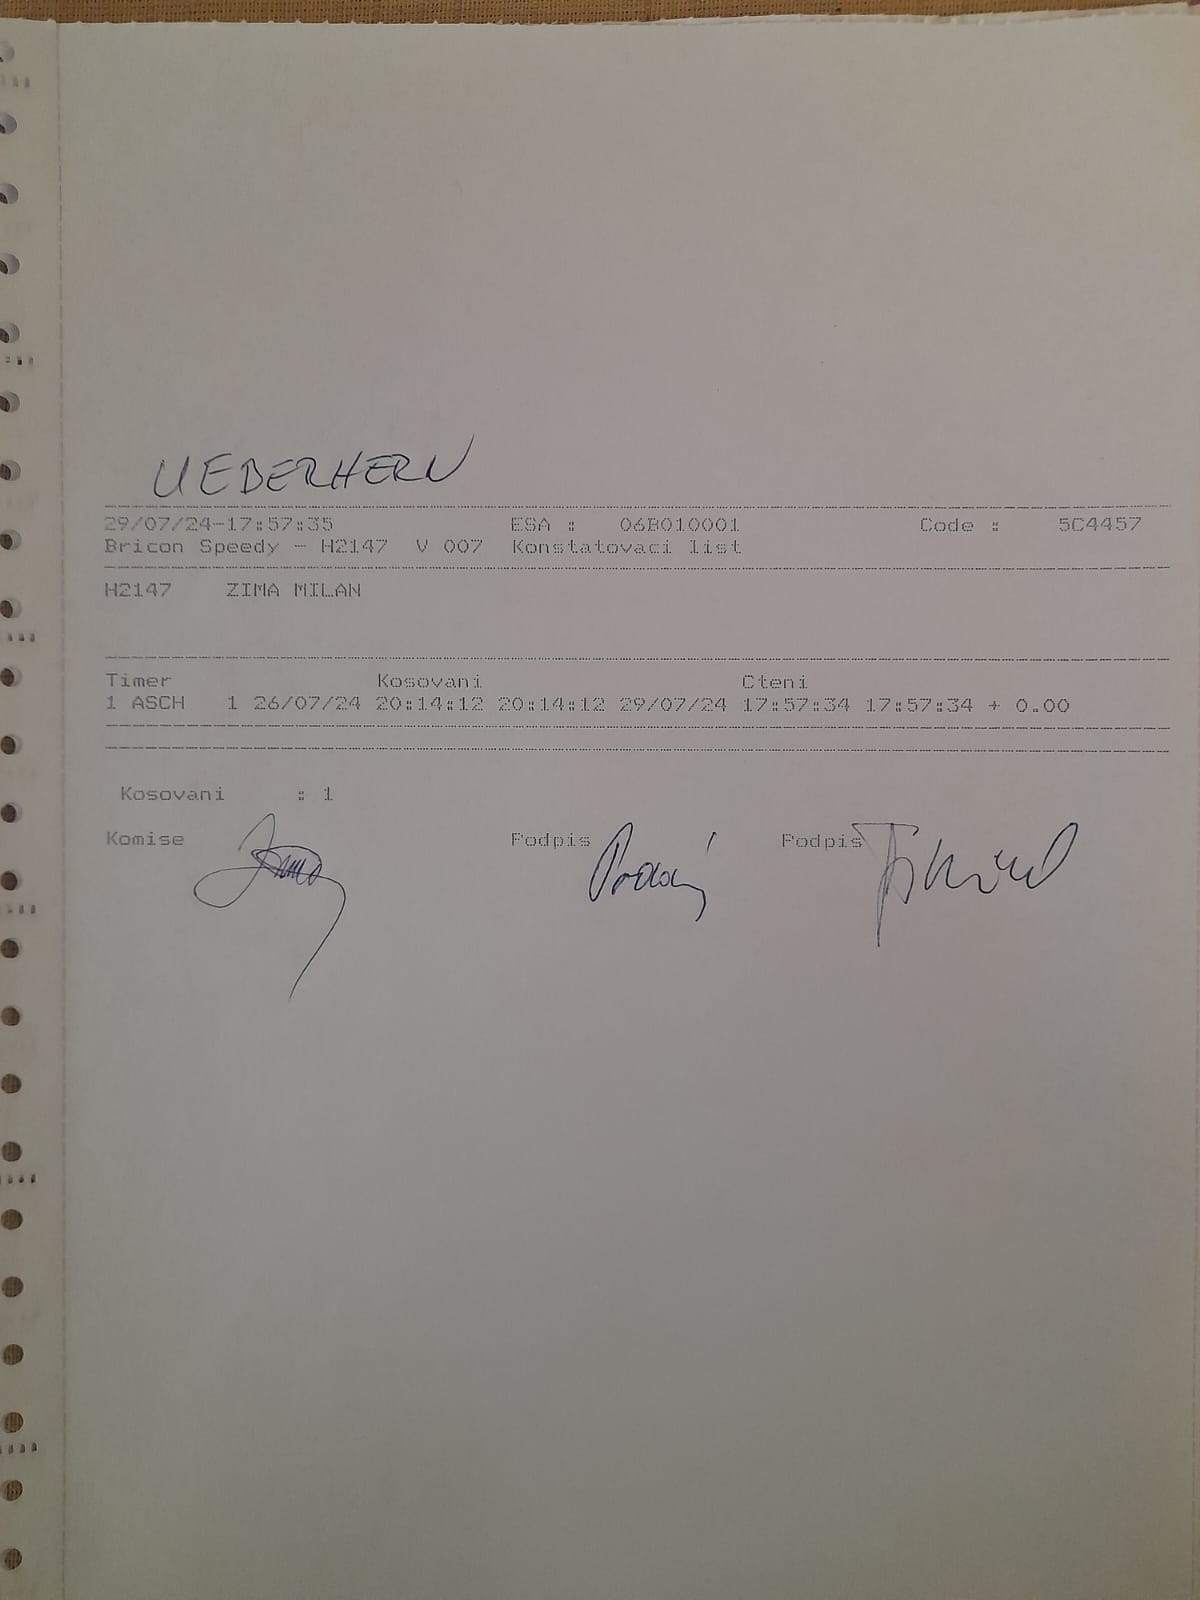 UEBERHERN
29/07/24-17:57:35 ESA : 06B010001 Code : 5C4457
Bricon Speedy - H2147 V 007 Konstatovaci list
H2147 ZIMA MILAN
Timer Kosovani Cteni
1 ASCH 1 26/07/24 20:14:12 20:14:12 29/07/24 17:57:34 17:57:34 + 0.00
Kosovani : 1
Komise Podpis Podpis